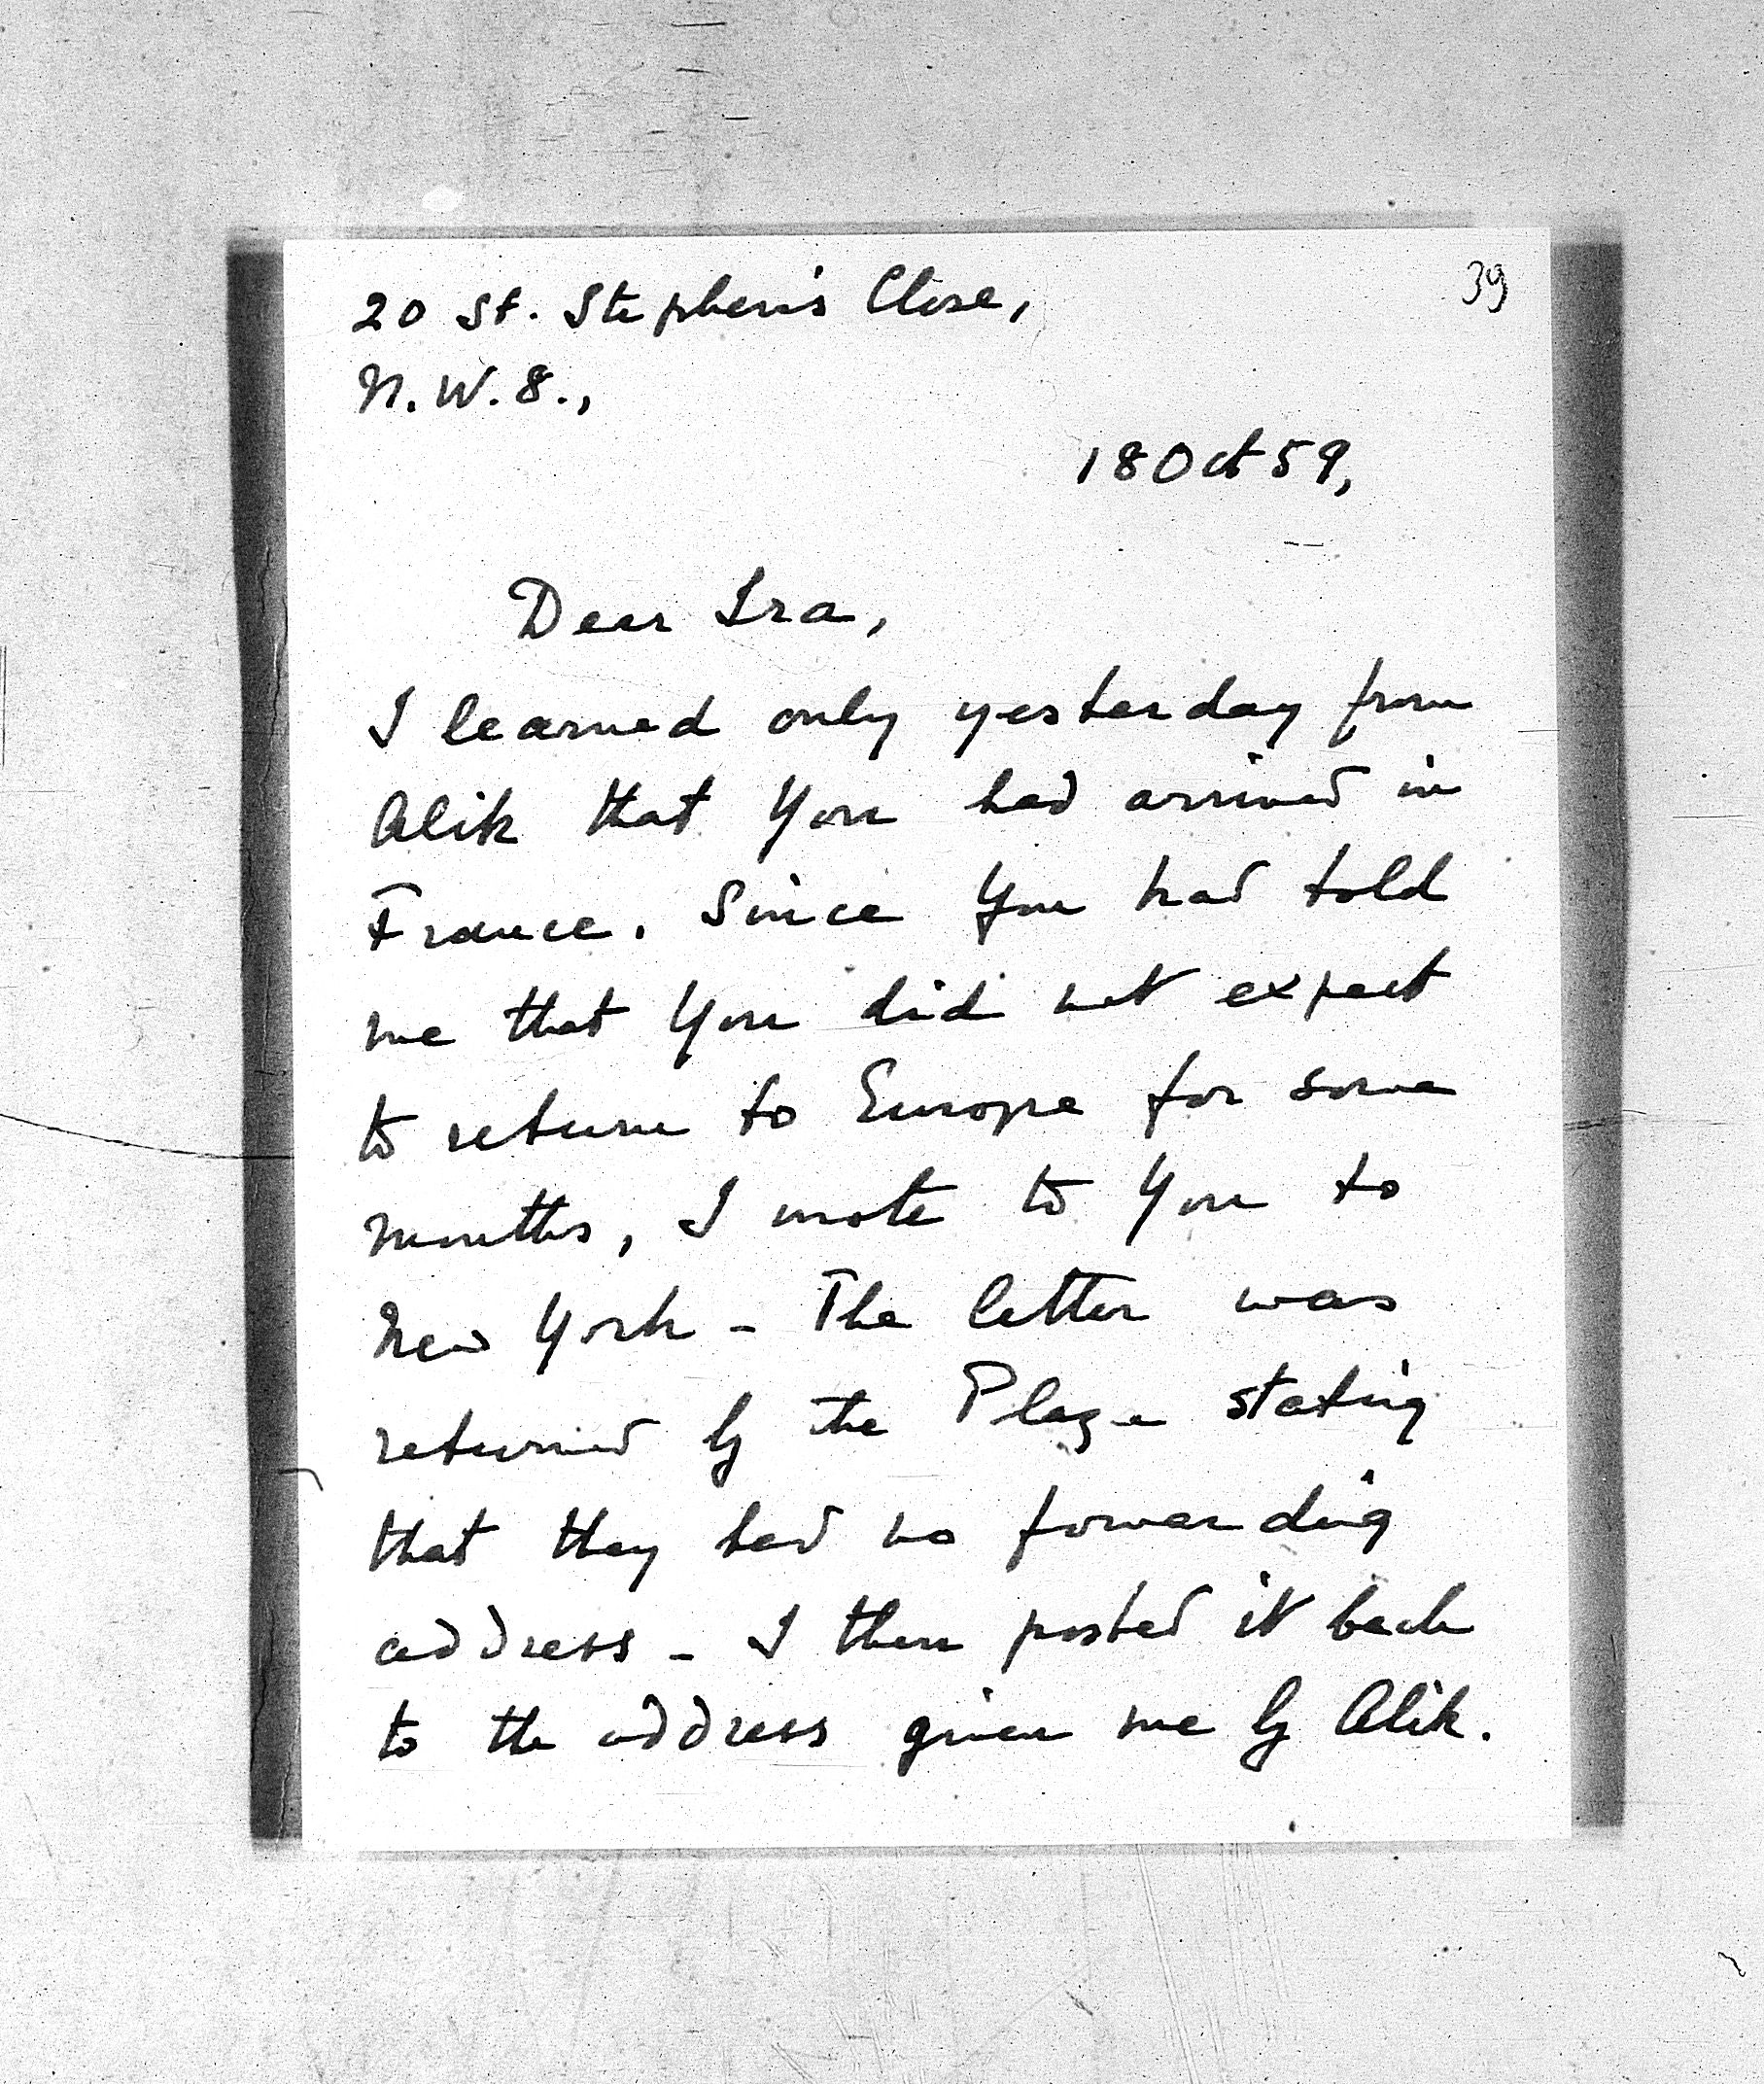 39
20 St. Stephen's Close,
N.W.8.,
18 Oct 59,
Dear Ira,
I learned only yesterday from
Alik that You had arrived in
France. Since You had told
me that You did not expect
to return to Europe for some
months, I wrote to You to
New York - The letter was
returned by the Plaza stating
that they had no forwarding
address - I then posted it back
to the address given me by Alik.